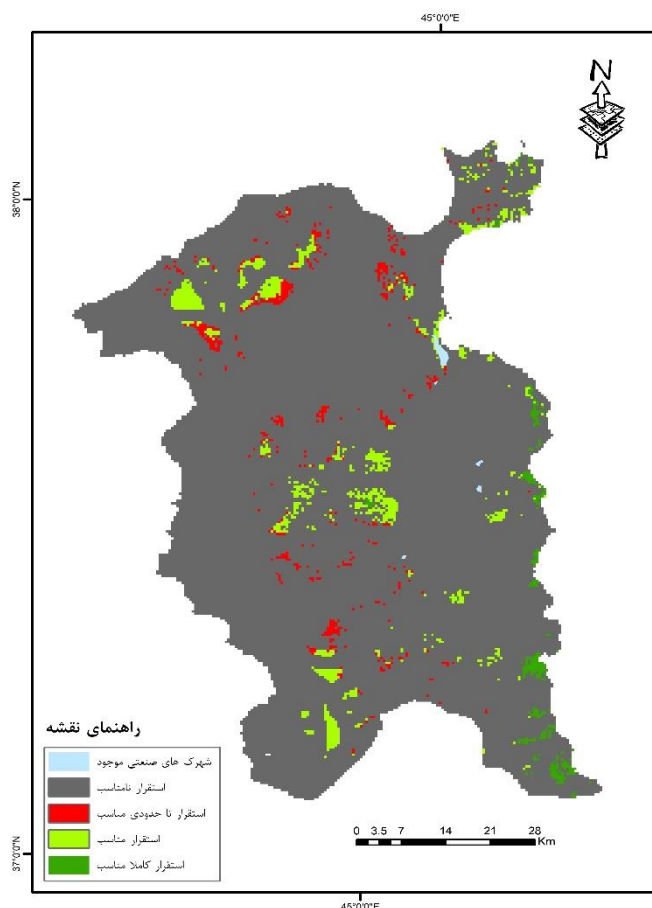 45°0'0"E
N
38°0'0"N
راهنمای نقشه
شهرک های صنعتی موجود
استقرار نامناسب
استقرار تا حدودی مناسب
استقرار مناسب
استقرار کاملا مناسب
0 3.5 7 14 21 28
Km
37°0'0"N
45°0'0"E